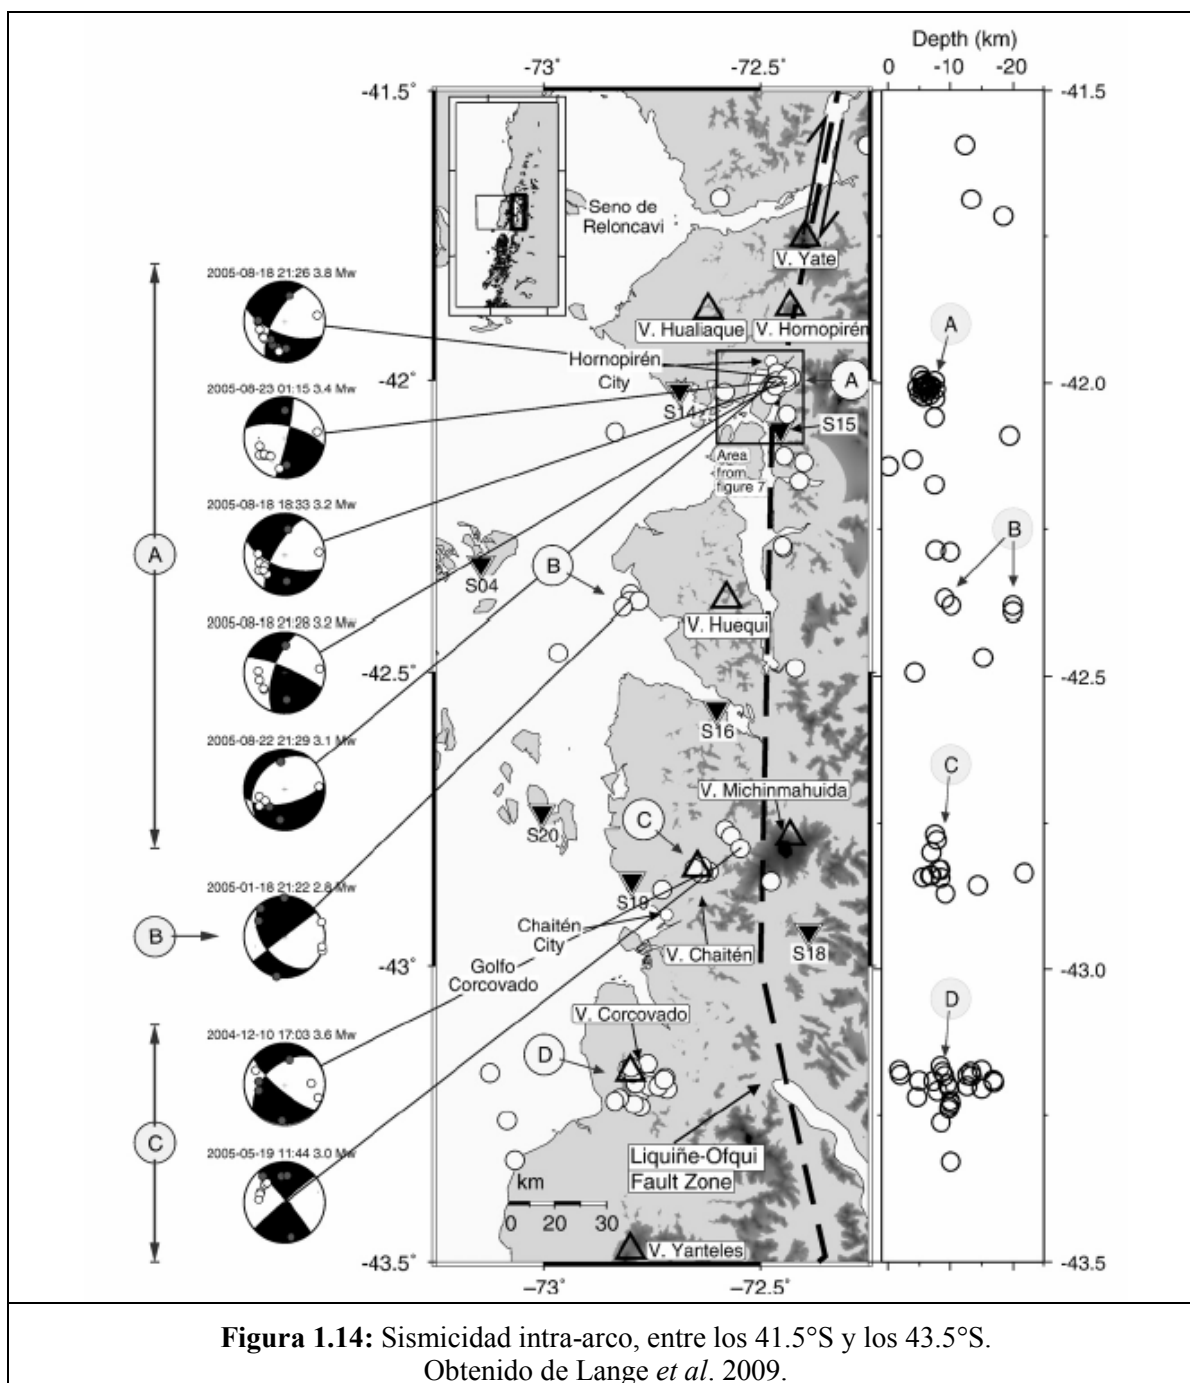 Depth (km)
-73°
-72.5°
0
-10
-20
-41.5°
-41.5
Seno de
Reloncavi
V. Yate
2005-08-18 21:26 3.8 Mw
V. Hualiaque
V. Hornopirén
A
Hornopirén
City
-42°
A
-42.0
2005-08-23 01:15 3.4 Mw
S14
S15
Area
from
figure 7
2005-08-18 18:33 3.2 Mw
B
A
B
S04
V. Huequi
2005-08-18 21:28 3.2 Mw
-42.5°
-42.5
S16
2005-08-22 21:29 3.1 Mw
V. Michinmahuida
C
C
S20
2005-01-18 21:22 2.8 Mw
S19
Chaitén
City
V. Chaitén
S18
B
Golfo
Corcovado
-43°
-43.0
D
V. Corcovado
2004-12-10 17:03 3.6 Mw
D
C
2005-05-19 11:44 3.0 Mw
Liquiñe-Ofqui
Fault Zone
km
0 20 30
V. Yanteles
-43.5°
-43.5
-73°
-72.5°
Figura 1.14: Sismicidad intra-arco, entre los 41.5°S y los 43.5°S.
Obtenido de Lange et al. 2009.